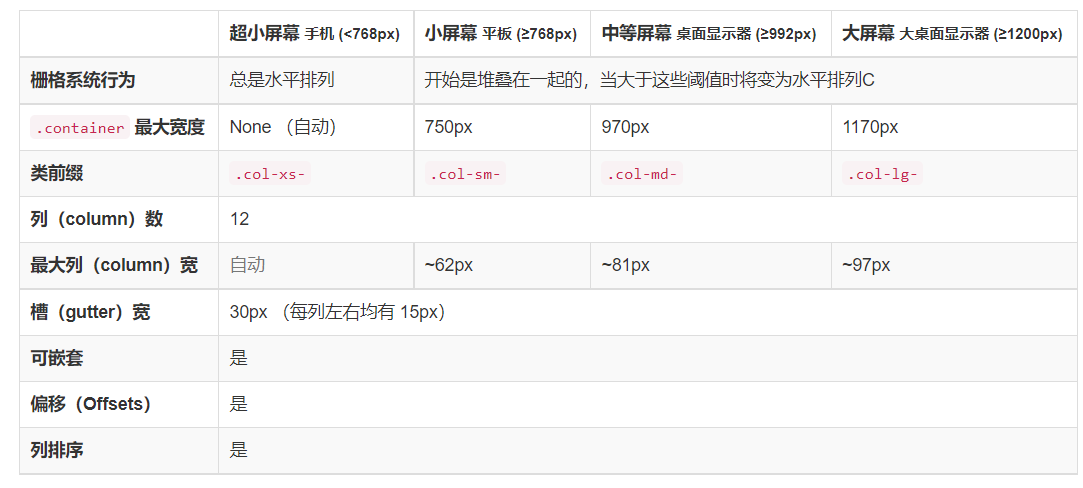 超小屏幕 手机 (<768px) 小屏幕 平板 (≥768px) 中等屏幕 桌面显示器 (≥992px) 大屏幕 大桌面显示器 (≥1200px)
栅格系统行为 总是水平排列 开始是堆叠在一起的，当大于这些阈值时将变为水平排列C
.container 最大宽度 None （自动） 750px 970px 1170px
类前缀 .col-xs- .col-sm- .col-md- .col-lg-
列（column）数 12
最大列（column）宽 自动 ~62px ~81px ~97px
槽（gutter）宽 30px （每列左右均有 15px）
可嵌套 是
偏移（Offsets） 是
列排序 是